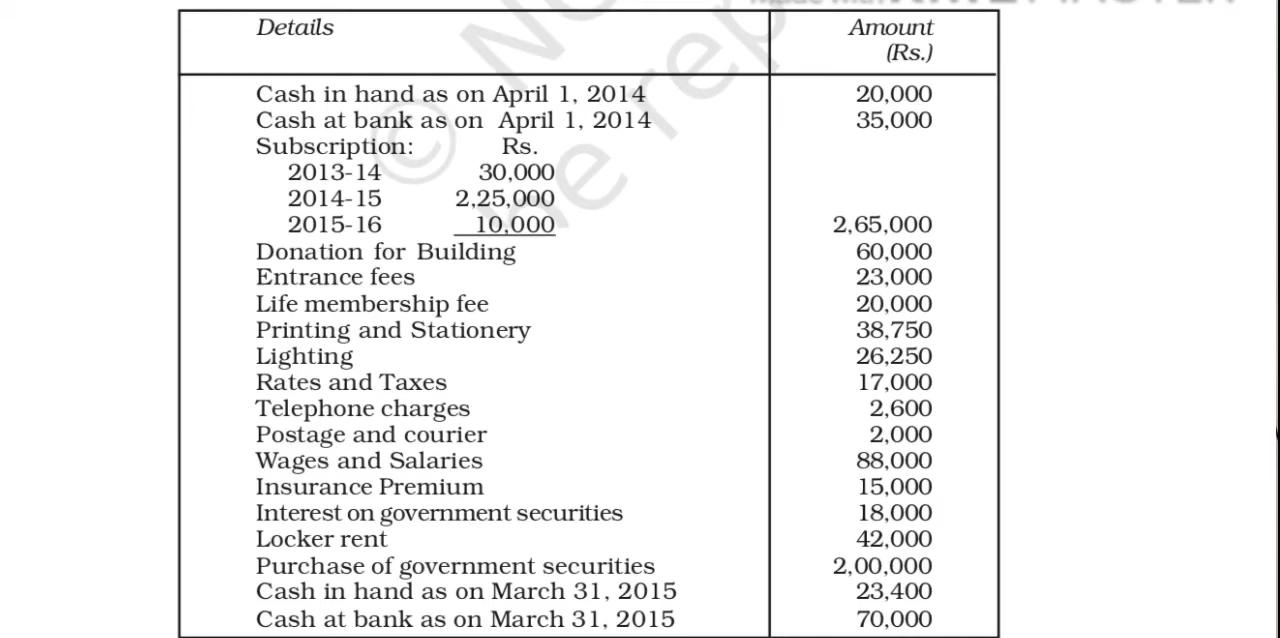 Details Amount
(Rs.)
Cash in hand as on April 1, 2014 20,000
Cash at bank as on April 1, 2014 35,000
Subscription: Rs.
2013-14 30,000
2014-15 2,25,000
2015-16 10,000 2,65,000
Donation for Building 60,000
Entrance fees 23,000
Life membership fee 20,000
Printing and Stationery 38,750
Lighting 26,250
Rates and Taxes 17,000
Telephone charges 2,600
Postage and courier 2,000
Wages and Salaries 88,000
Insurance Premium 15,000
Interest on government securities 18,000
Locker rent 42,000
Purchase of government securities 2,00,000
Cash in hand as on March 31, 2015 23,400
Cash at bank as on March 31, 2015 70,000